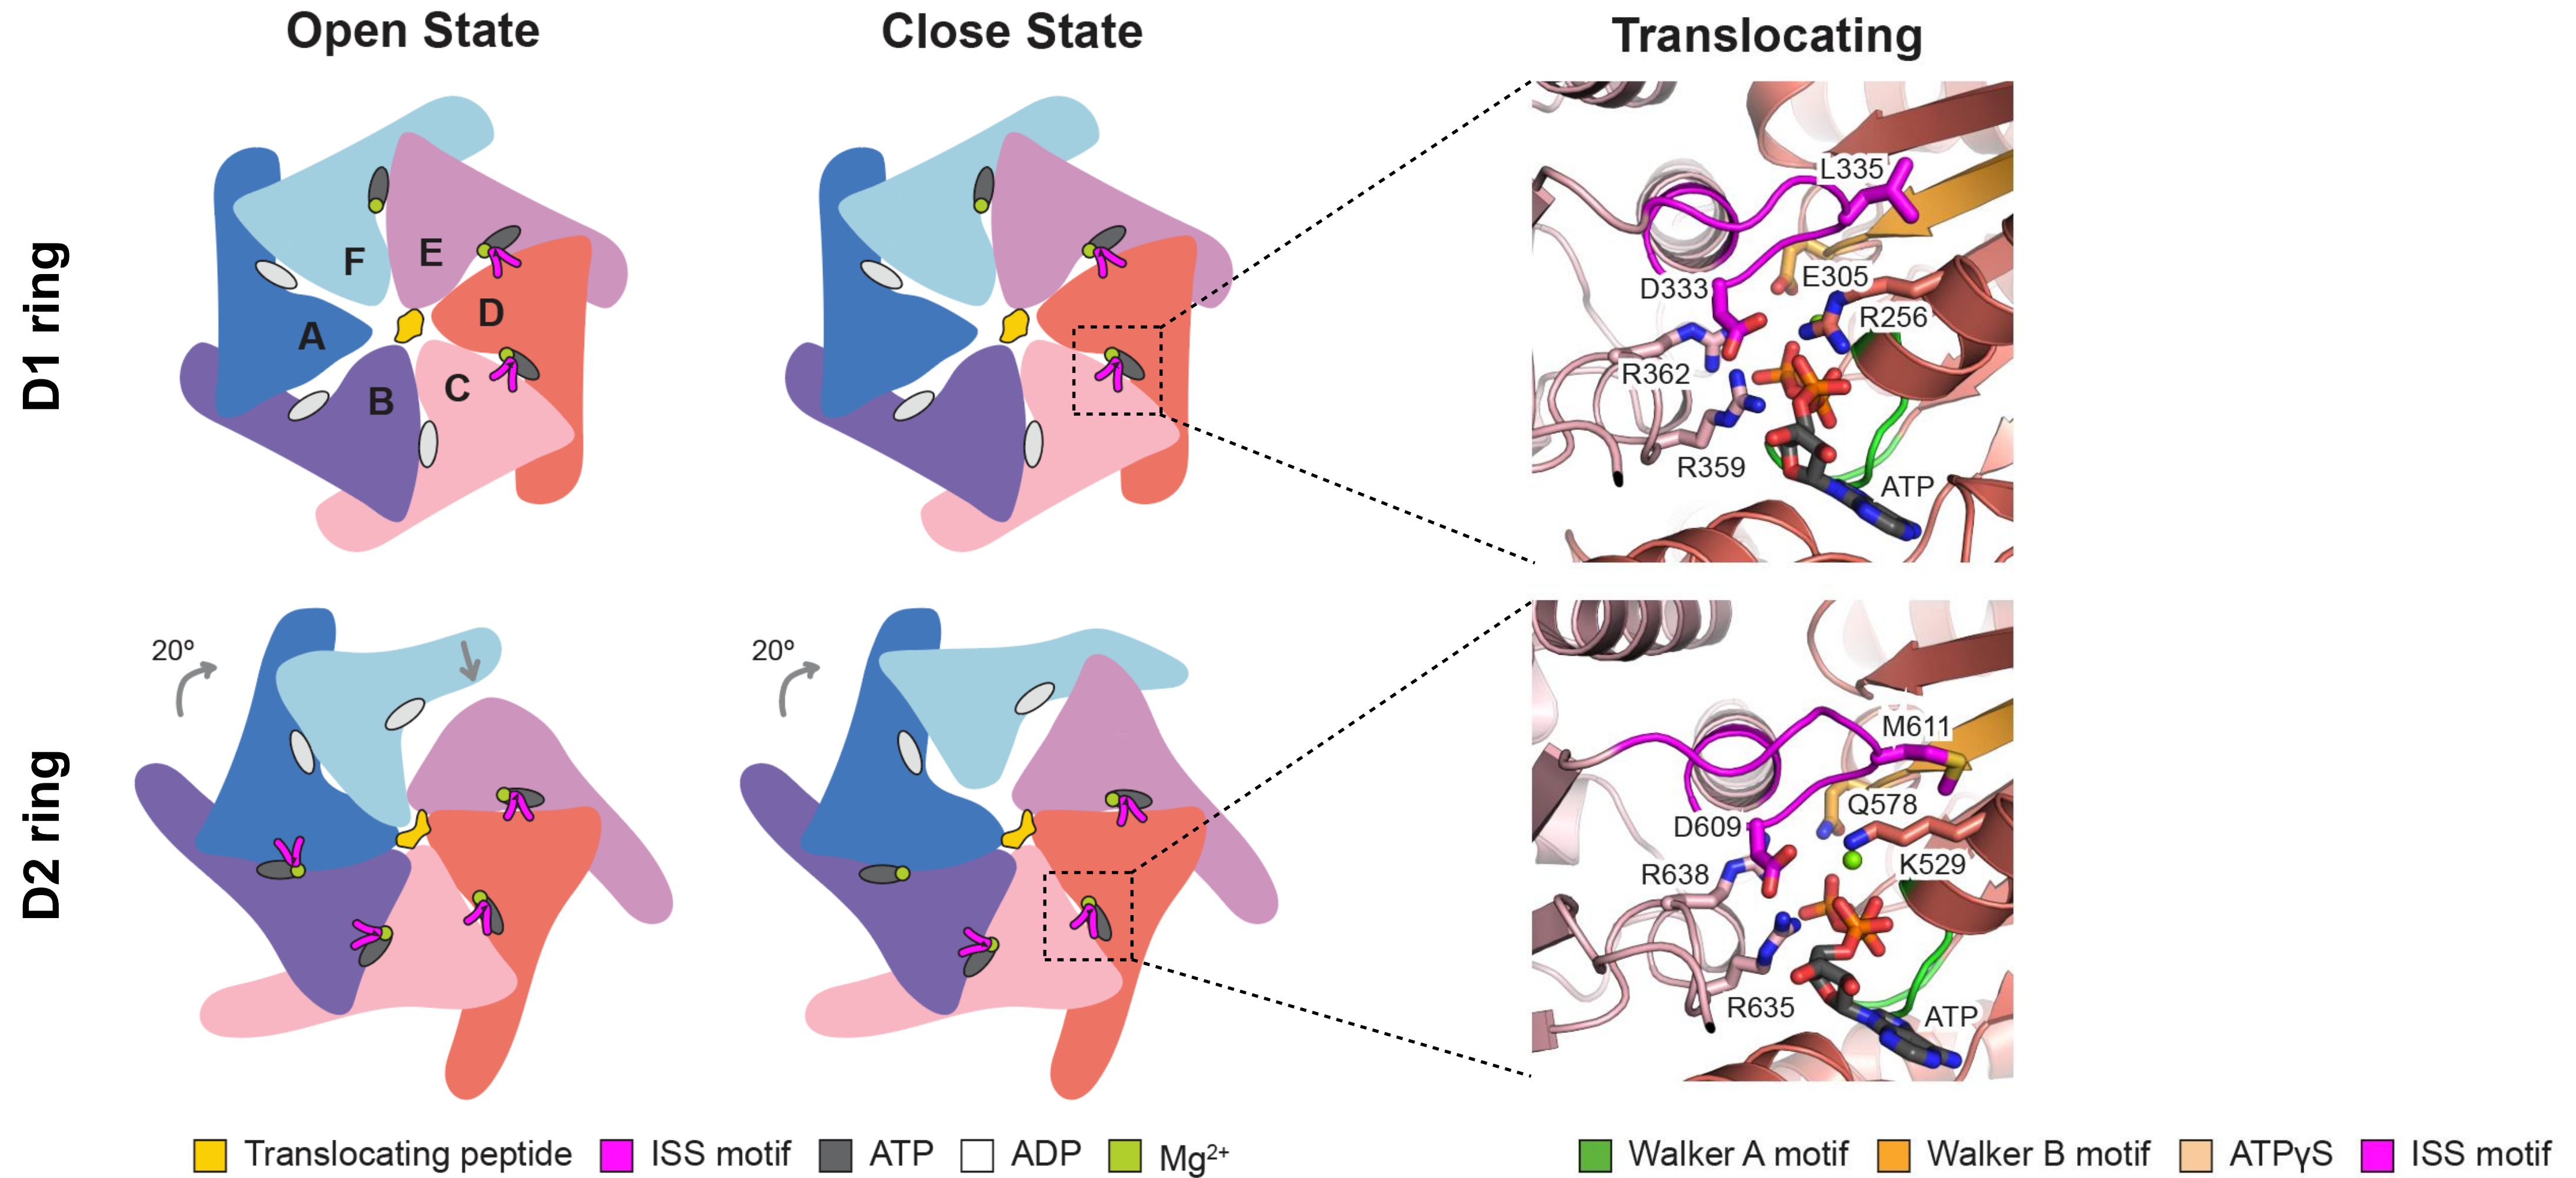 Open State
Close State
Translocating
D1 ring
F
E
D
A
B
C
L335
D333
E305
R256
R362
R359
ATP
D2 ring
20º
20º
M611
Q578
D609
K529
R638
R635
ATP
Translocating peptide
ISS motif
ATP
ADP
Mg²⁺
Walker A motif
Walker B motif
ATPγS
ISS motif